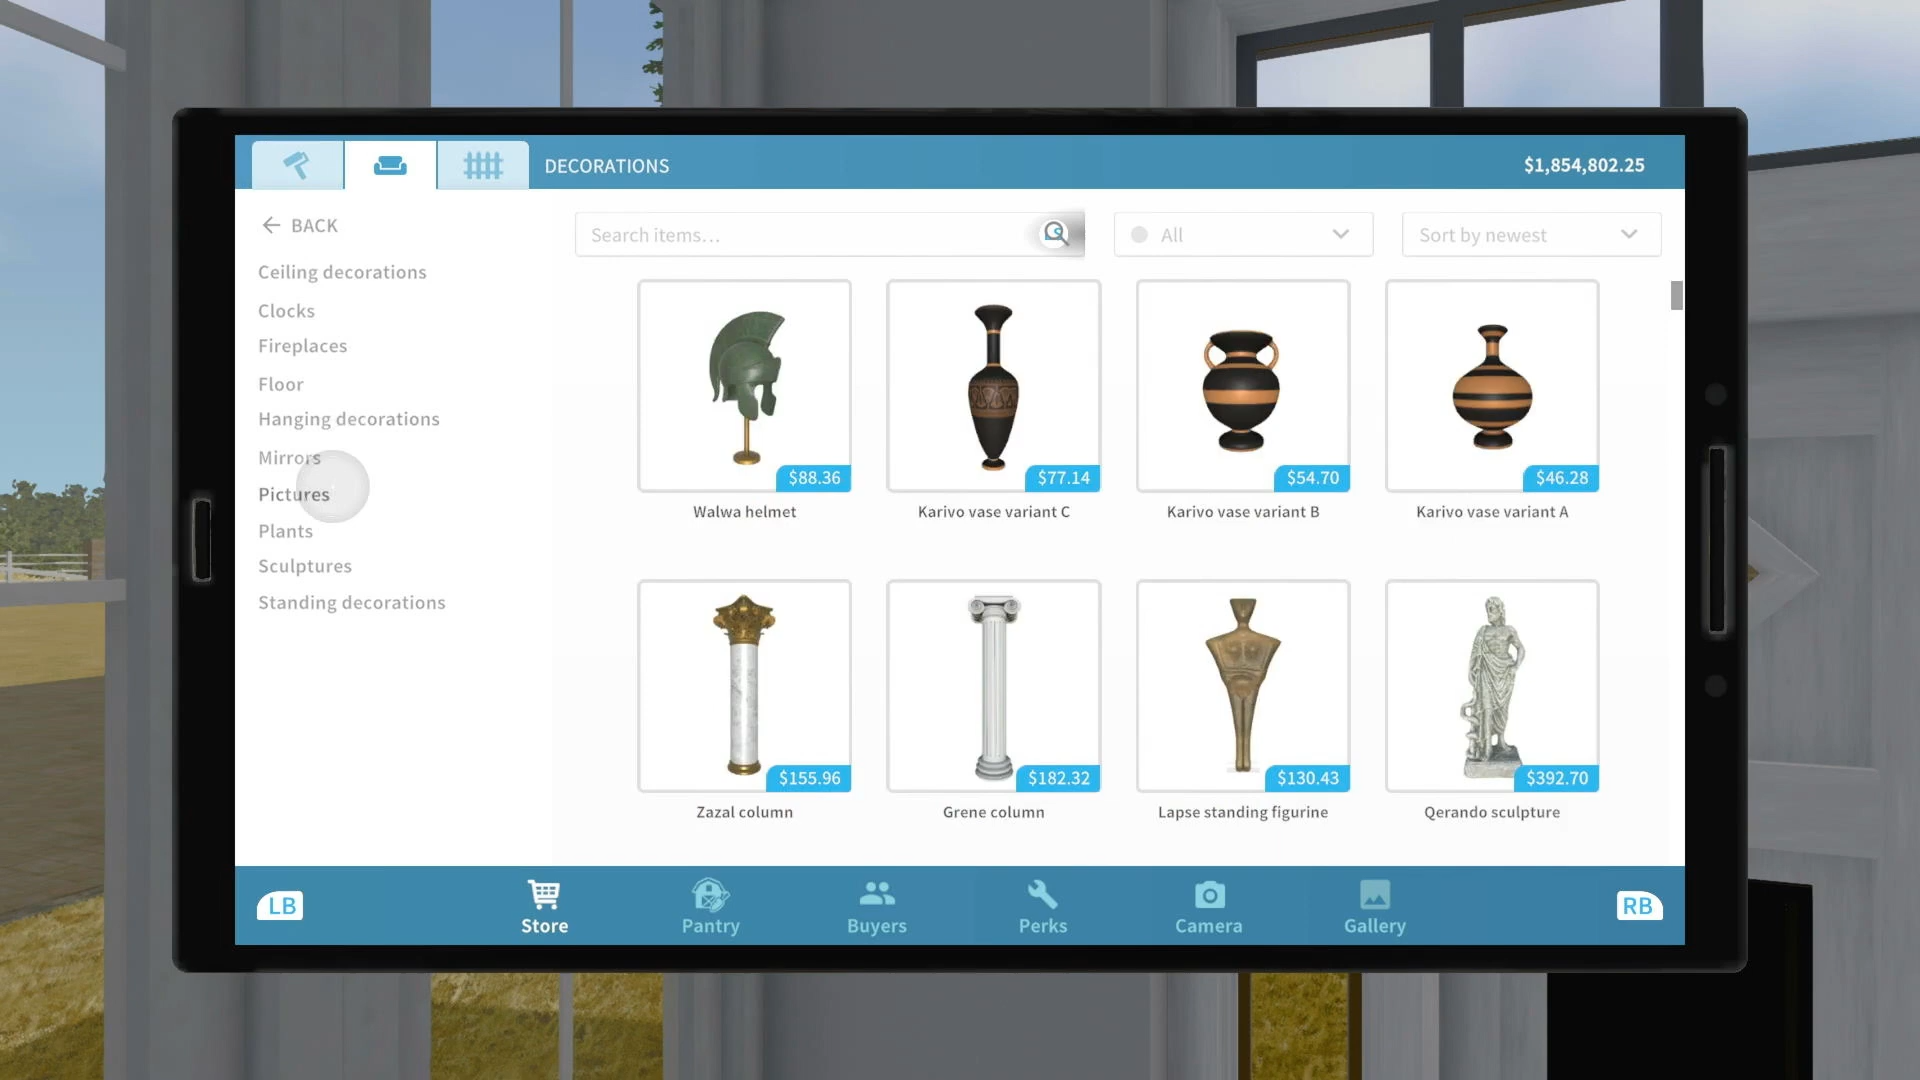 DECORATIONS
$1,854,802.25
BACK
Search items...
All
Sort by newest
Ceiling decorations
Clocks
Fireplaces
Floor
Hanging decorations
Mirrors
Pictures
Plants
Sculptures
Standing decorations
$88.36
$77.14
$54.70
$46.28
Walwa helmet
Karivo vase variant C
Karivo vase variant B
Karivo vase variant A
$155.96
$182.32
$130.43
$392.70
Zazal column
Grene column
Lapse standing figurine
Qerando sculpture
LB
Store
Pantry
Buyers
Perks
Camera
Gallery
RB